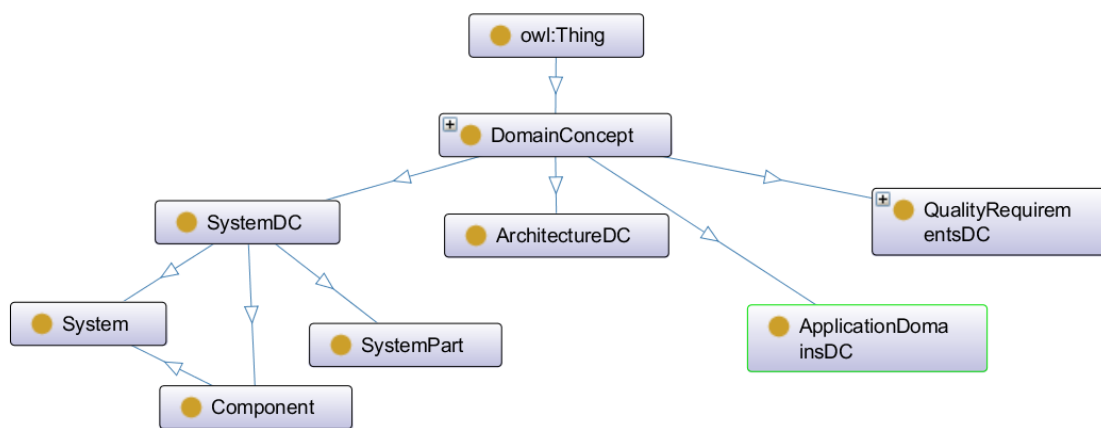 owl:Thing
DomainConcept
SystemDC
ArchitectureDC
QualityRequirem
entsDC
System
SystemPart
ApplicationDoma
insDC
Component